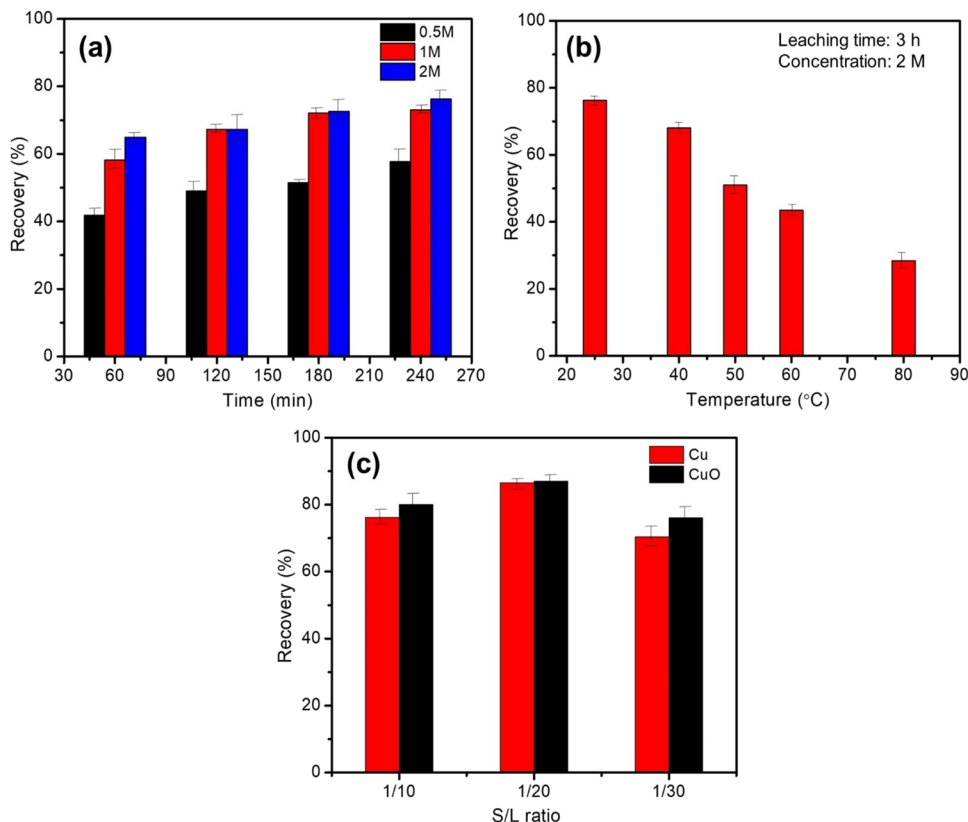 (a)
0.5M
1M
2M
Recovery (%)
100
80
60
40
20
0
30 60 90 120 150 180 210 240 270
Time (min)
(b)
Leaching time: 3 h
Concentration: 2 M
Recovery (%)
100
80
60
40
20
0
20 30 40 50 60 70 80 90
Temperature (°C)
(c)
Cu
CuO
Recovery (%)
100
80
60
40
20
0
1/10 1/20 1/30
S/L ratio